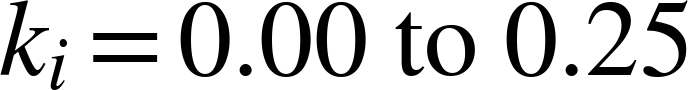 k_i = 0.00 to 0.25